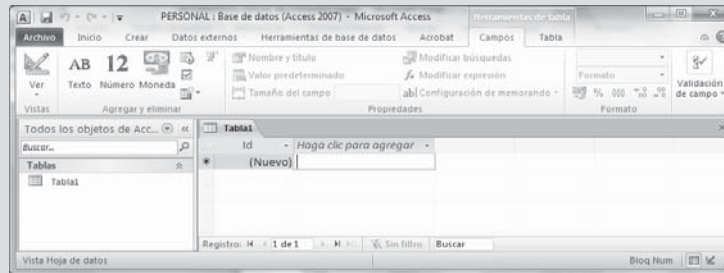 PERSONAL : Base de datos (Access 2007) - Microsoft Access
Herramientas de tabla
Archivo Inicio Crear Datos externos Herramientas de base de datos Acrobat Campos Tabla
Ver
AB Texto
12 Número
Moneda
Nombre y título
Valor predeterminado
Tamaño del campo
Modificar búsquedas
fx Modificar expresión
ab Configuración de memorando
Formato
% 000
Validación de campo
Vistas Agregar y eliminar Propiedades Formato
Todos los objetos de Acc...
Buscar...
Tablas
Tabla1
Tabla1
Id Haga clic para agregar
* (Nuevo)
Registro: 1 de 1 Sin filtro Buscar
Vista Hoja de datos Bloq Num